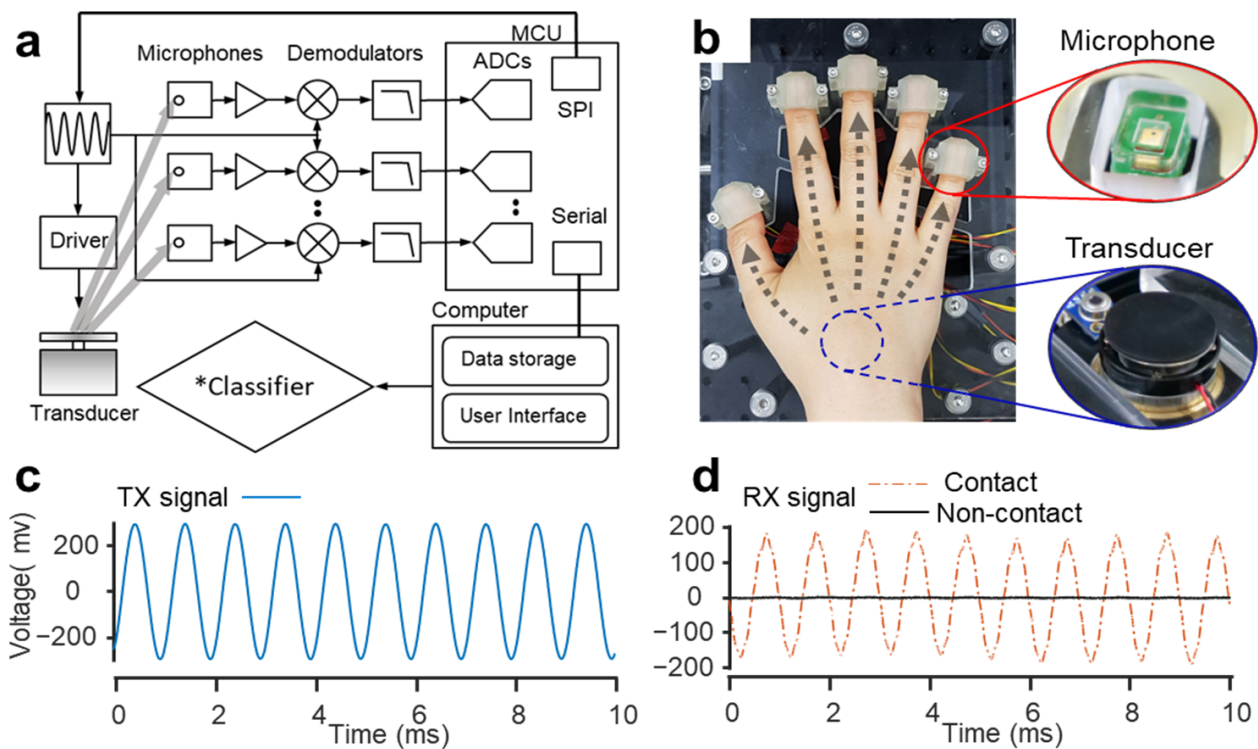 a
MCU
Microphones
Demodulators
ADCs
SPI
Driver
Serial
Transducer
*Classifier
Computer
Data storage
User Interface
b
Microphone
Transducer
c
TX signal
Voltage( mv)
200
0
−200
0
2
4
6
8
10
Time (ms)
d
RX signal
Contact
Non-contact
200
100
0
−100
−200
0
2
4
6
8
10
Time (ms)